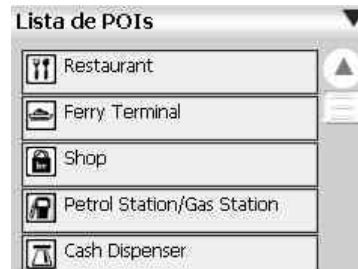 Lista de POIs
Restaurant
Ferry Terminal
Shop
Petrol Station/Gas Station
Cash Dispenser